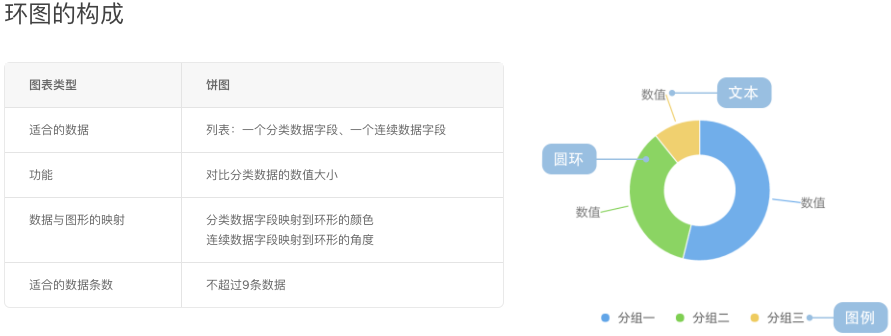 环图的构成
图表类型 饼图
适合的数据 列表：一个分类数据字段、一个连续数据字段
功能 对比分类数据的数值大小
数据与图形的映射 分类数据字段映射到环形的颜色
连续数据字段映射到环形的角度
适合的数据条数 不超过9条数据
数值 文本
圆环
数值
数值
分组一 分组二 分组三 图例